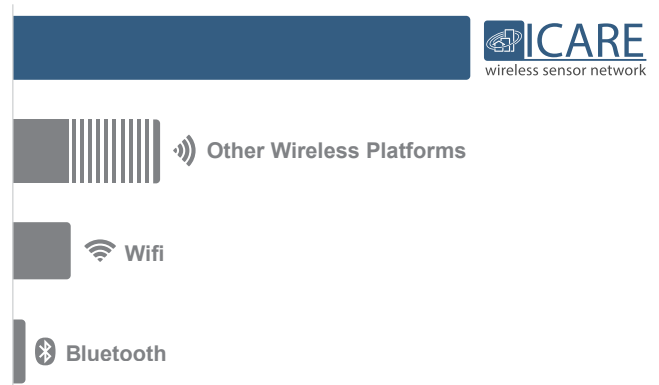 ICARE
wireless sensor network
Other Wireless Platforms
Wifi
Bluetooth